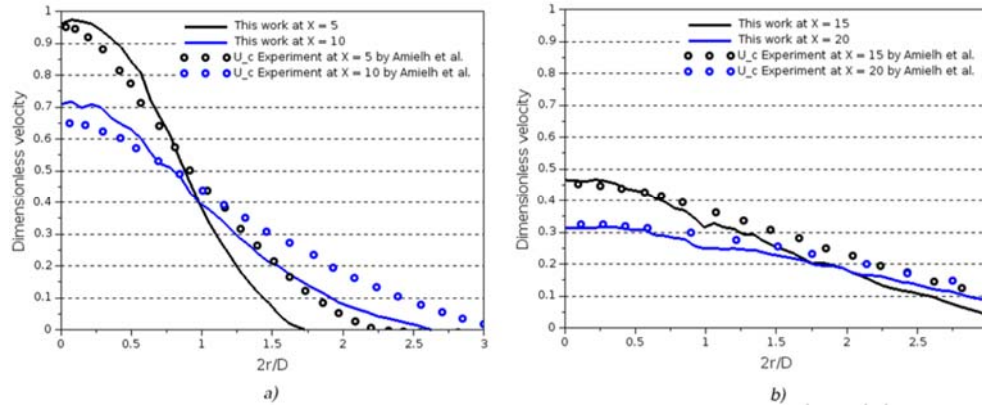 1
0.9
0.8
0.7
0.6
0.5
0.4
0.3
0.2
0.1
0
Dimensionless velocity
This work at X = 5
This work at X = 10
U_c Experiment at X = 5 by Amielh et al.
U_c Experiment at X = 10 by Amielh et al.
0 0.5 1 1.5 2 2.5 3
2r/D
a)
1
0.9
0.8
0.7
0.6
0.5
0.4
0.3
0.2
0.1
0
Dimensionless velocity
This work at X = 15
This work at X = 20
U_c Experiment at X = 15 by Amielh et al.
U_c Experiment at X = 20 by Amielh et al.
0 0.5 1 1.5 2 2.5
2r/D
b)